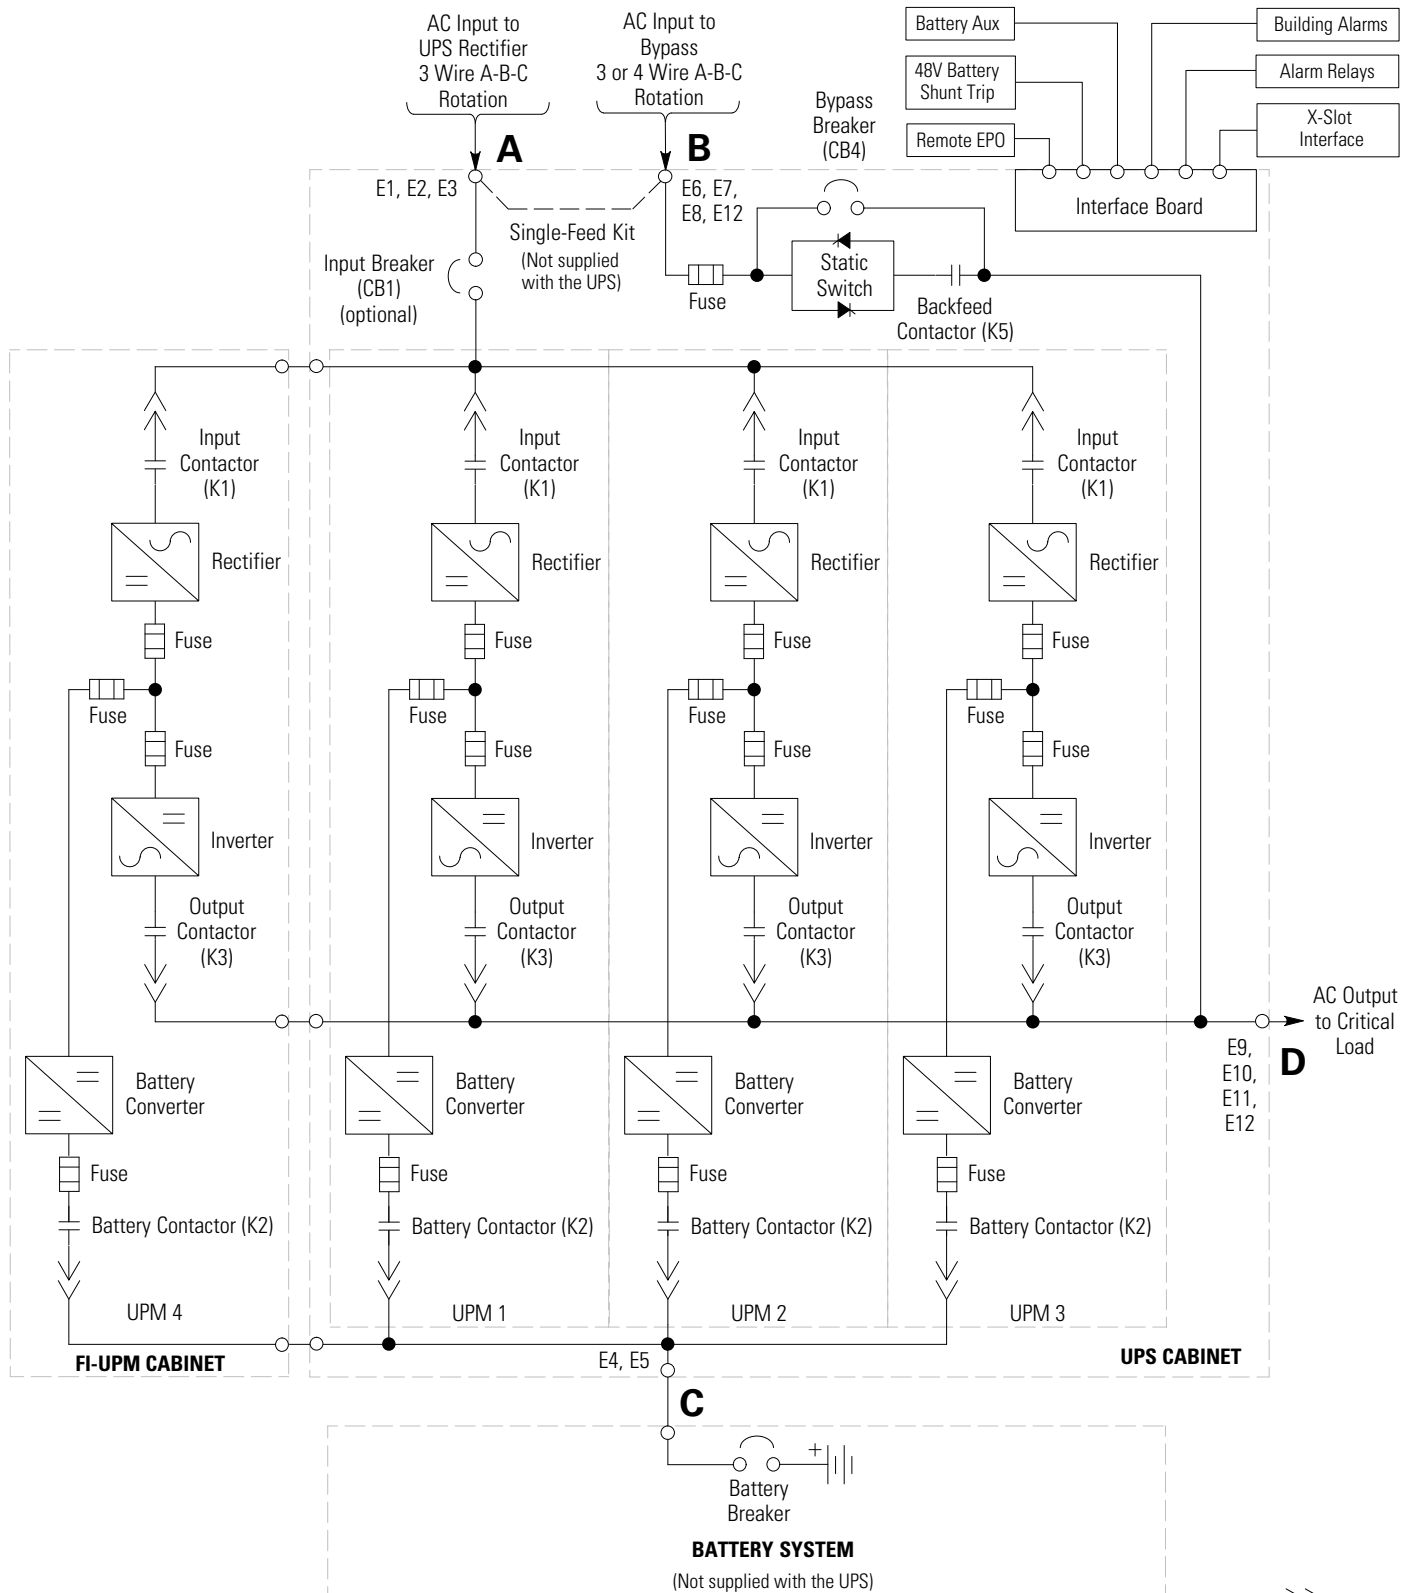 AC Input to
UPS Rectifier
3 Wire A-B-C
Rotation
AC Input to
Bypass
3 or 4 Wire A-B-C
Rotation
Battery Aux
Building Alarms
48V Battery
Shunt Trip
Alarm Relays
Remote EPO
X-Slot
Interface
Interface Board
Bypass
Breaker
(CB4)
A
B
E1, E2, E3
E6, E7,
E8, E12
Single-Feed Kit
(Not supplied
with the UPS)
Input Breaker
(CB1)
(optional)
Fuse
Static
Switch
Backfeed
Contactor (K5)
Input
Contactor
(K1)
Input
Contactor
(K1)
Input
Contactor
(K1)
Input
Contactor
(K1)
Rectifier
Rectifier
Rectifier
Rectifier
Fuse
Fuse
Fuse
Fuse
Fuse
Fuse
Fuse
Fuse
Fuse
Fuse
Fuse
Fuse
Inverter
Inverter
Inverter
Inverter
Output
Contactor
(K3)
Output
Contactor
(K3)
Output
Contactor
(K3)
Output
Contactor
(K3)
AC Output
to Critical
Load
D
E9,
E10,
E11,
E12
Battery
Converter
Battery
Converter
Battery
Converter
Battery
Converter
Fuse
Fuse
Fuse
Fuse
Battery Contactor (K2)
Battery Contactor (K2)
Battery Contactor (K2)
Battery Contactor (K2)
UPM 4
UPM 1
UPM 2
UPM 3
FI-UPM CABINET
E4, E5
UPS CABINET
C
+
Battery
Breaker
BATTERY SYSTEM
(Not supplied with the UPS)